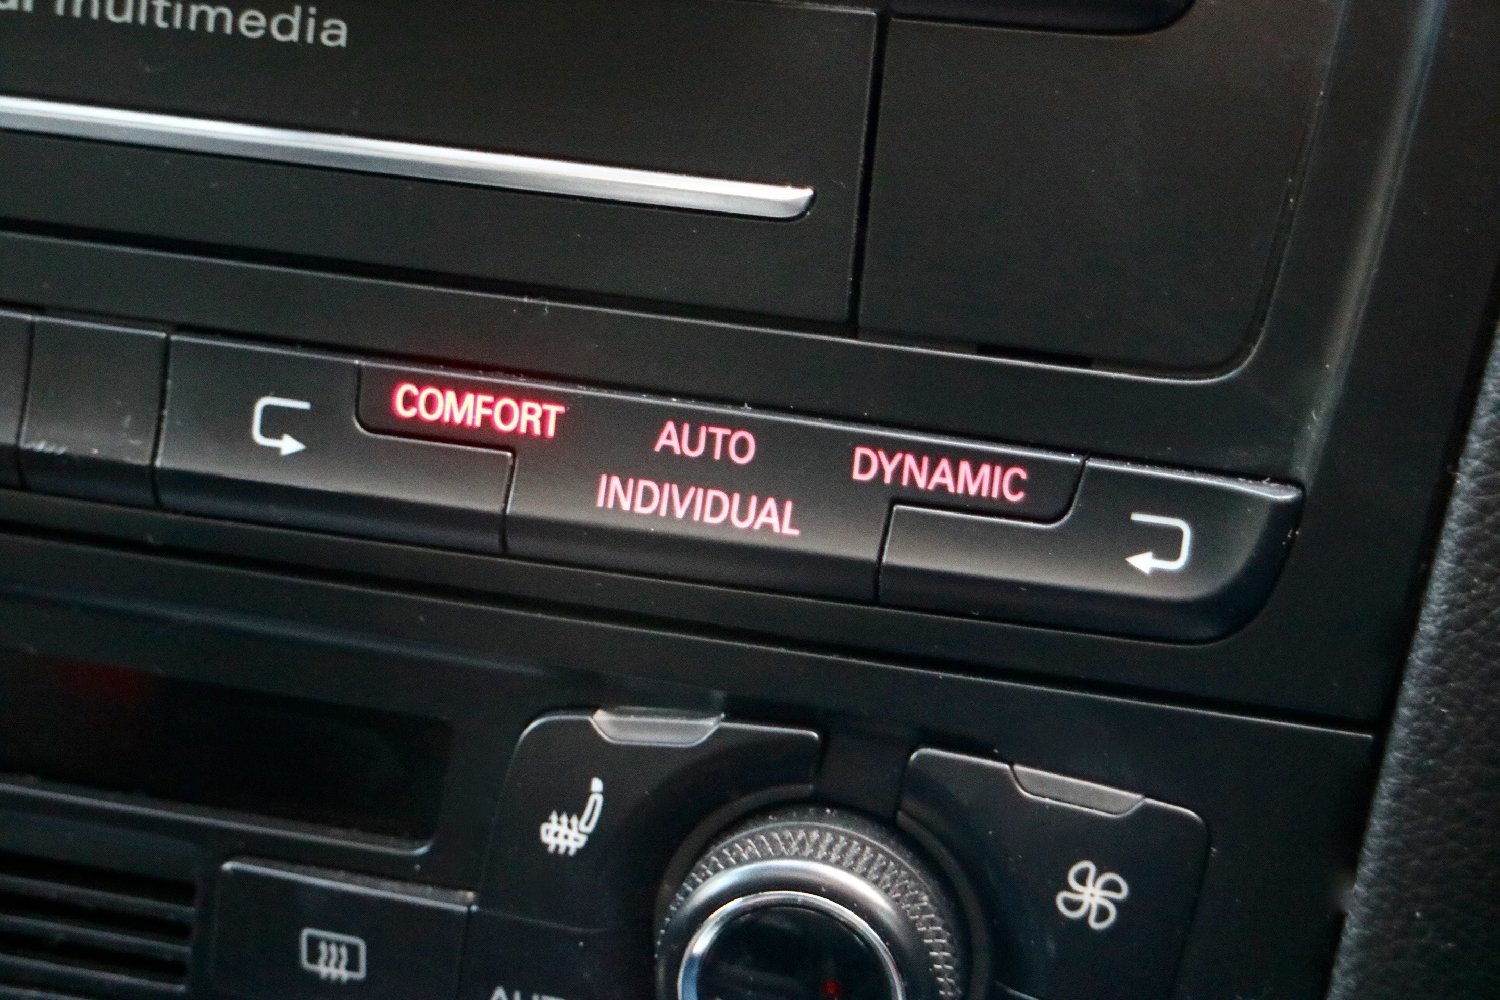 multimedia
COMFORT
AUTO
DYNAMIC
INDIVIDUAL